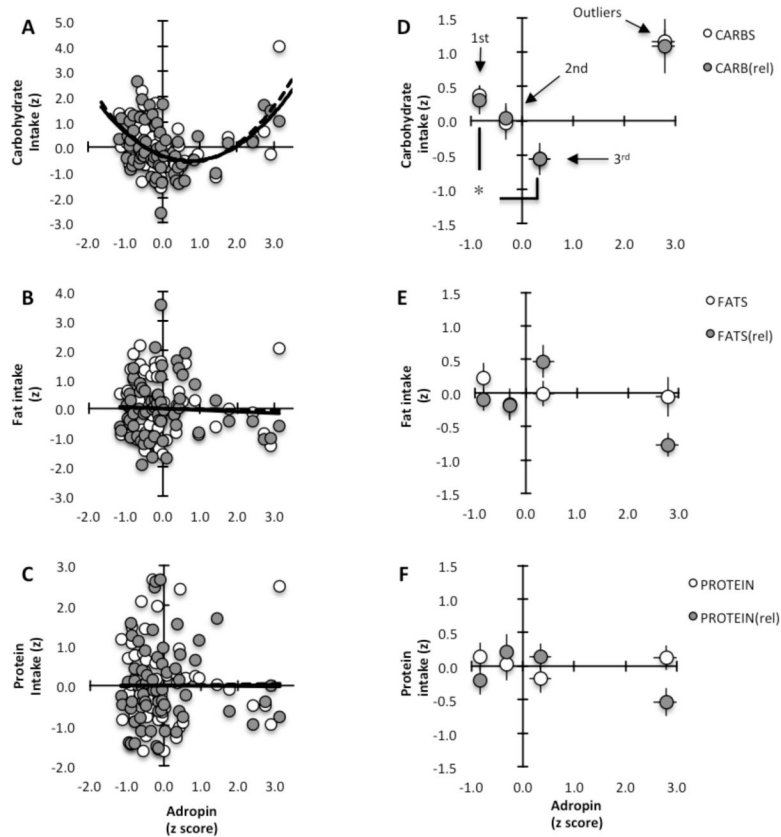 A
5.0
4.0
3.0
2.0
1.0
0.0
-1.0
-2.0
-3.0
Carbohydrate
Intake (z)
-2.0 -1.0 0.0 1.0 2.0 3.0
D
1.5
1.0
0.5
0.0
-0.5
-1.0
-1.5
Carbohydrate
intake (z)
-1.0 0.0 1.0 2.0 3.0
1st
2nd
3rd
Outliers
*
CARBS
CARB(rel)
B
4.0
3.0
2.0
1.0
0.0
-1.0
-2.0
-3.0
Fat intake
(z)
-2.0 -1.0 0.0 1.0 2.0 3.0
E
1.5
1.0
0.5
0.0
-0.5
-1.0
-1.5
Fat intake
(z)
-1.0 0.0 1.0 2.0 3.0
FATS
FATS(rel)
C
3.0
2.0
1.0
0.0
-1.0
-2.0
Protein
Intake (z)
-2.0 -1.0 0.0 1.0 2.0 3.0
Adropin
(z score)
F
1.5
1.0
0.5
0.0
-0.5
-1.0
-1.5
Protein
intake (z)
-1.0 0.0 1.0 2.0 3.0
Adropin
(z score)
PROTEIN
PROTEIN(rel)